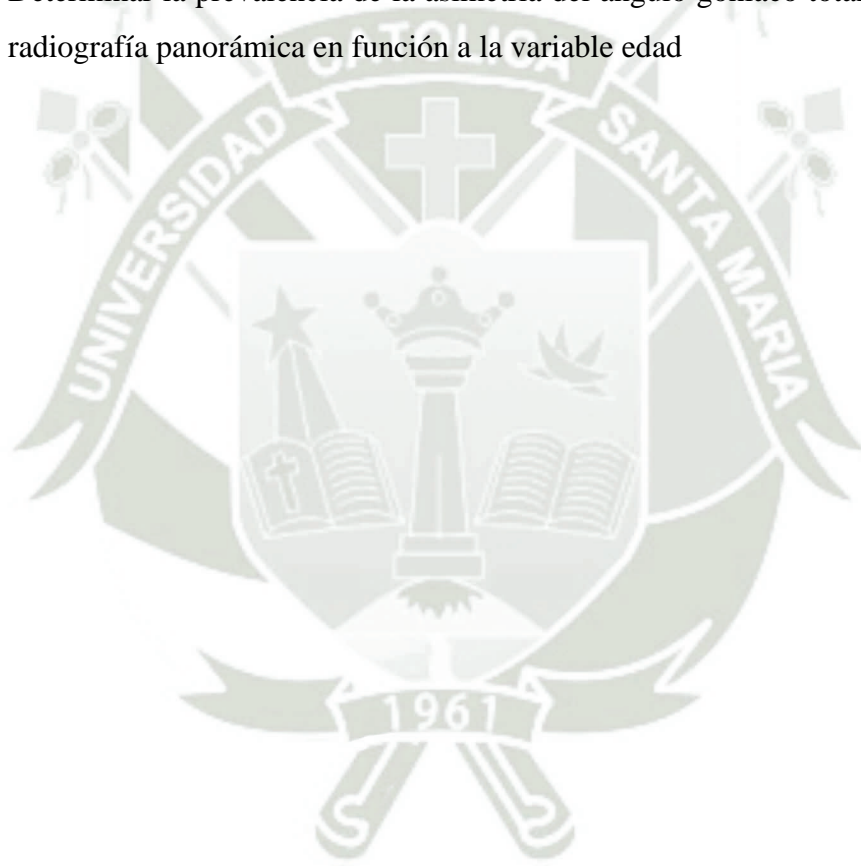 Determinar la prevalencia de la asimetría del ángulo goniaco total
radiografía panorámica en función a la variable edad
UNIVERSIDAD CATOLICA SANTA MARIA
1961